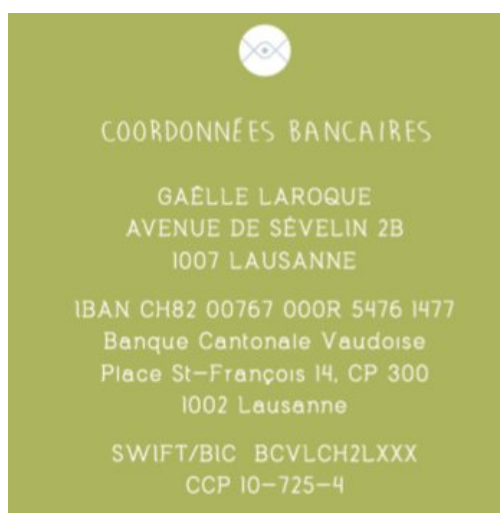 COORDONNÉES BANCAIRES
GAËLLE LAROQUE
AVENUE DE SÉVELIN 2B
1007 LAUSANNE
IBAN CH82 00767 000R 5476 1477
Banque Cantonale Vaudoise
Place St-François 14, CP 300
1002 Lausanne
SWIFT/BIC BCVLCH2LXXX
CCP 10-725-4